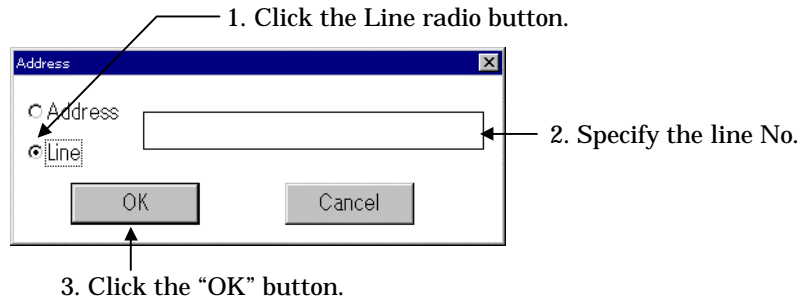 1. Click the Line radio button.
Address
Address
Line
2. Specify the line No.
OK
Cancel
3. Click the “OK” button.